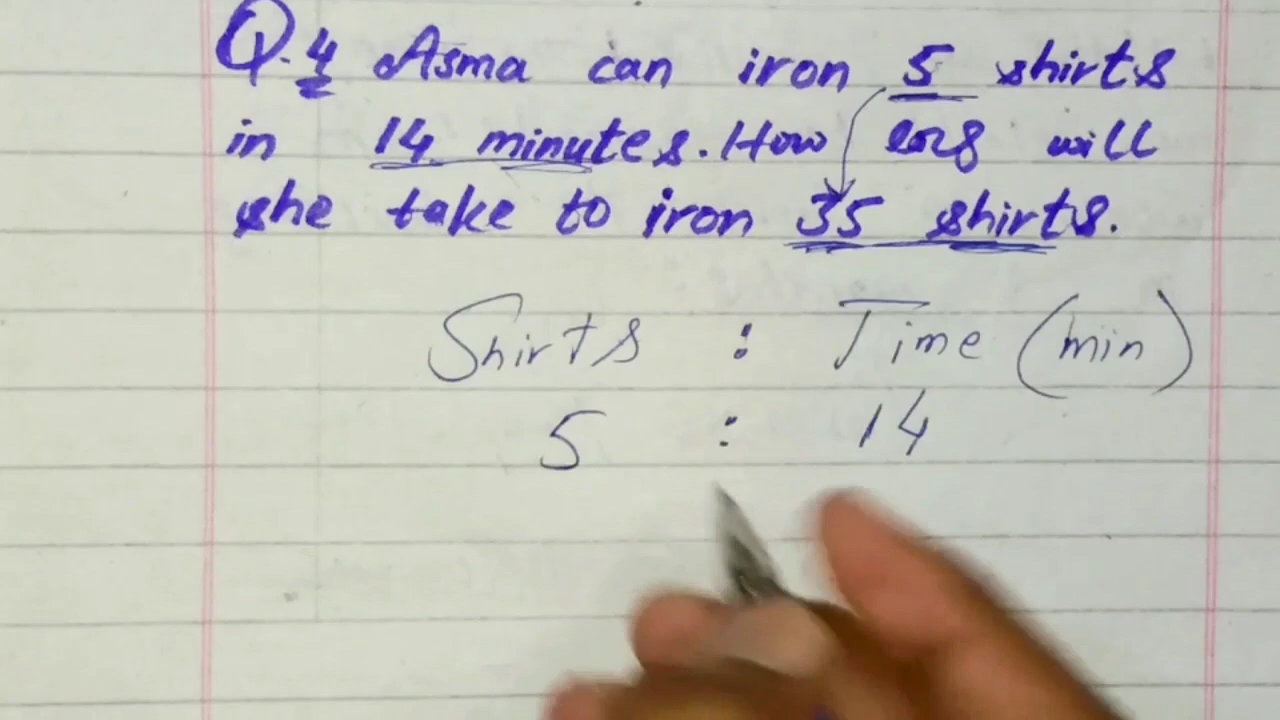 Q.4 Asma can iron 5 shirts
in 14 minutes. How long will
she take to iron 35 shirts.
Shirts : Time (min)
5 : 14